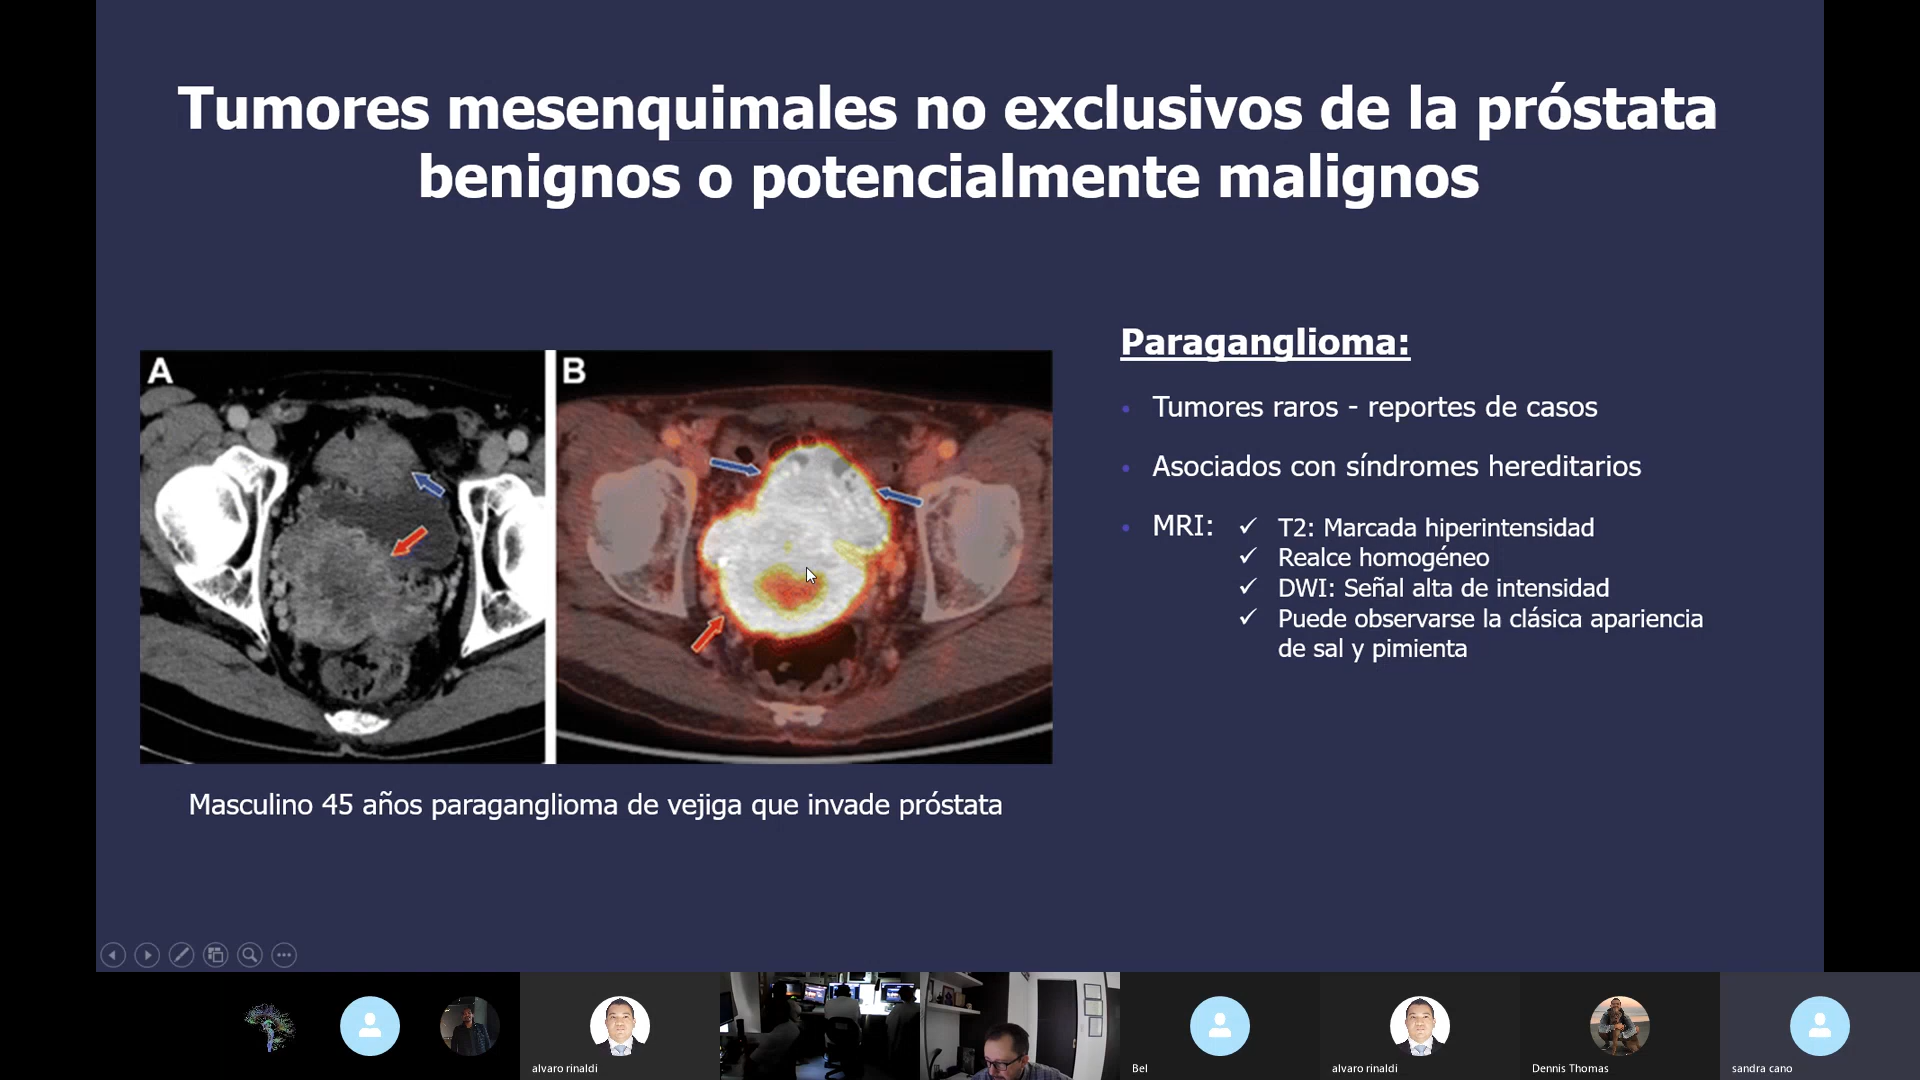 Tumores mesenquimales no exclusivos de la próstata
benignos o potencialmente malignos
A
B
Masculino 45 años paraganglioma de vejiga que invade próstata
Paraganglioma:
Tumores raros - reportes de casos
Asociados con síndromes hereditarios
MRI:
T2: Marcada hiperintensidad
Realce homogéneo
DWI: Señal alta de intensidad
Puede observarse la clásica apariencia
de sal y pimienta
alvaro rinaldi
Bel
alvaro rinaldi
Dennis Thomas
sandra cano